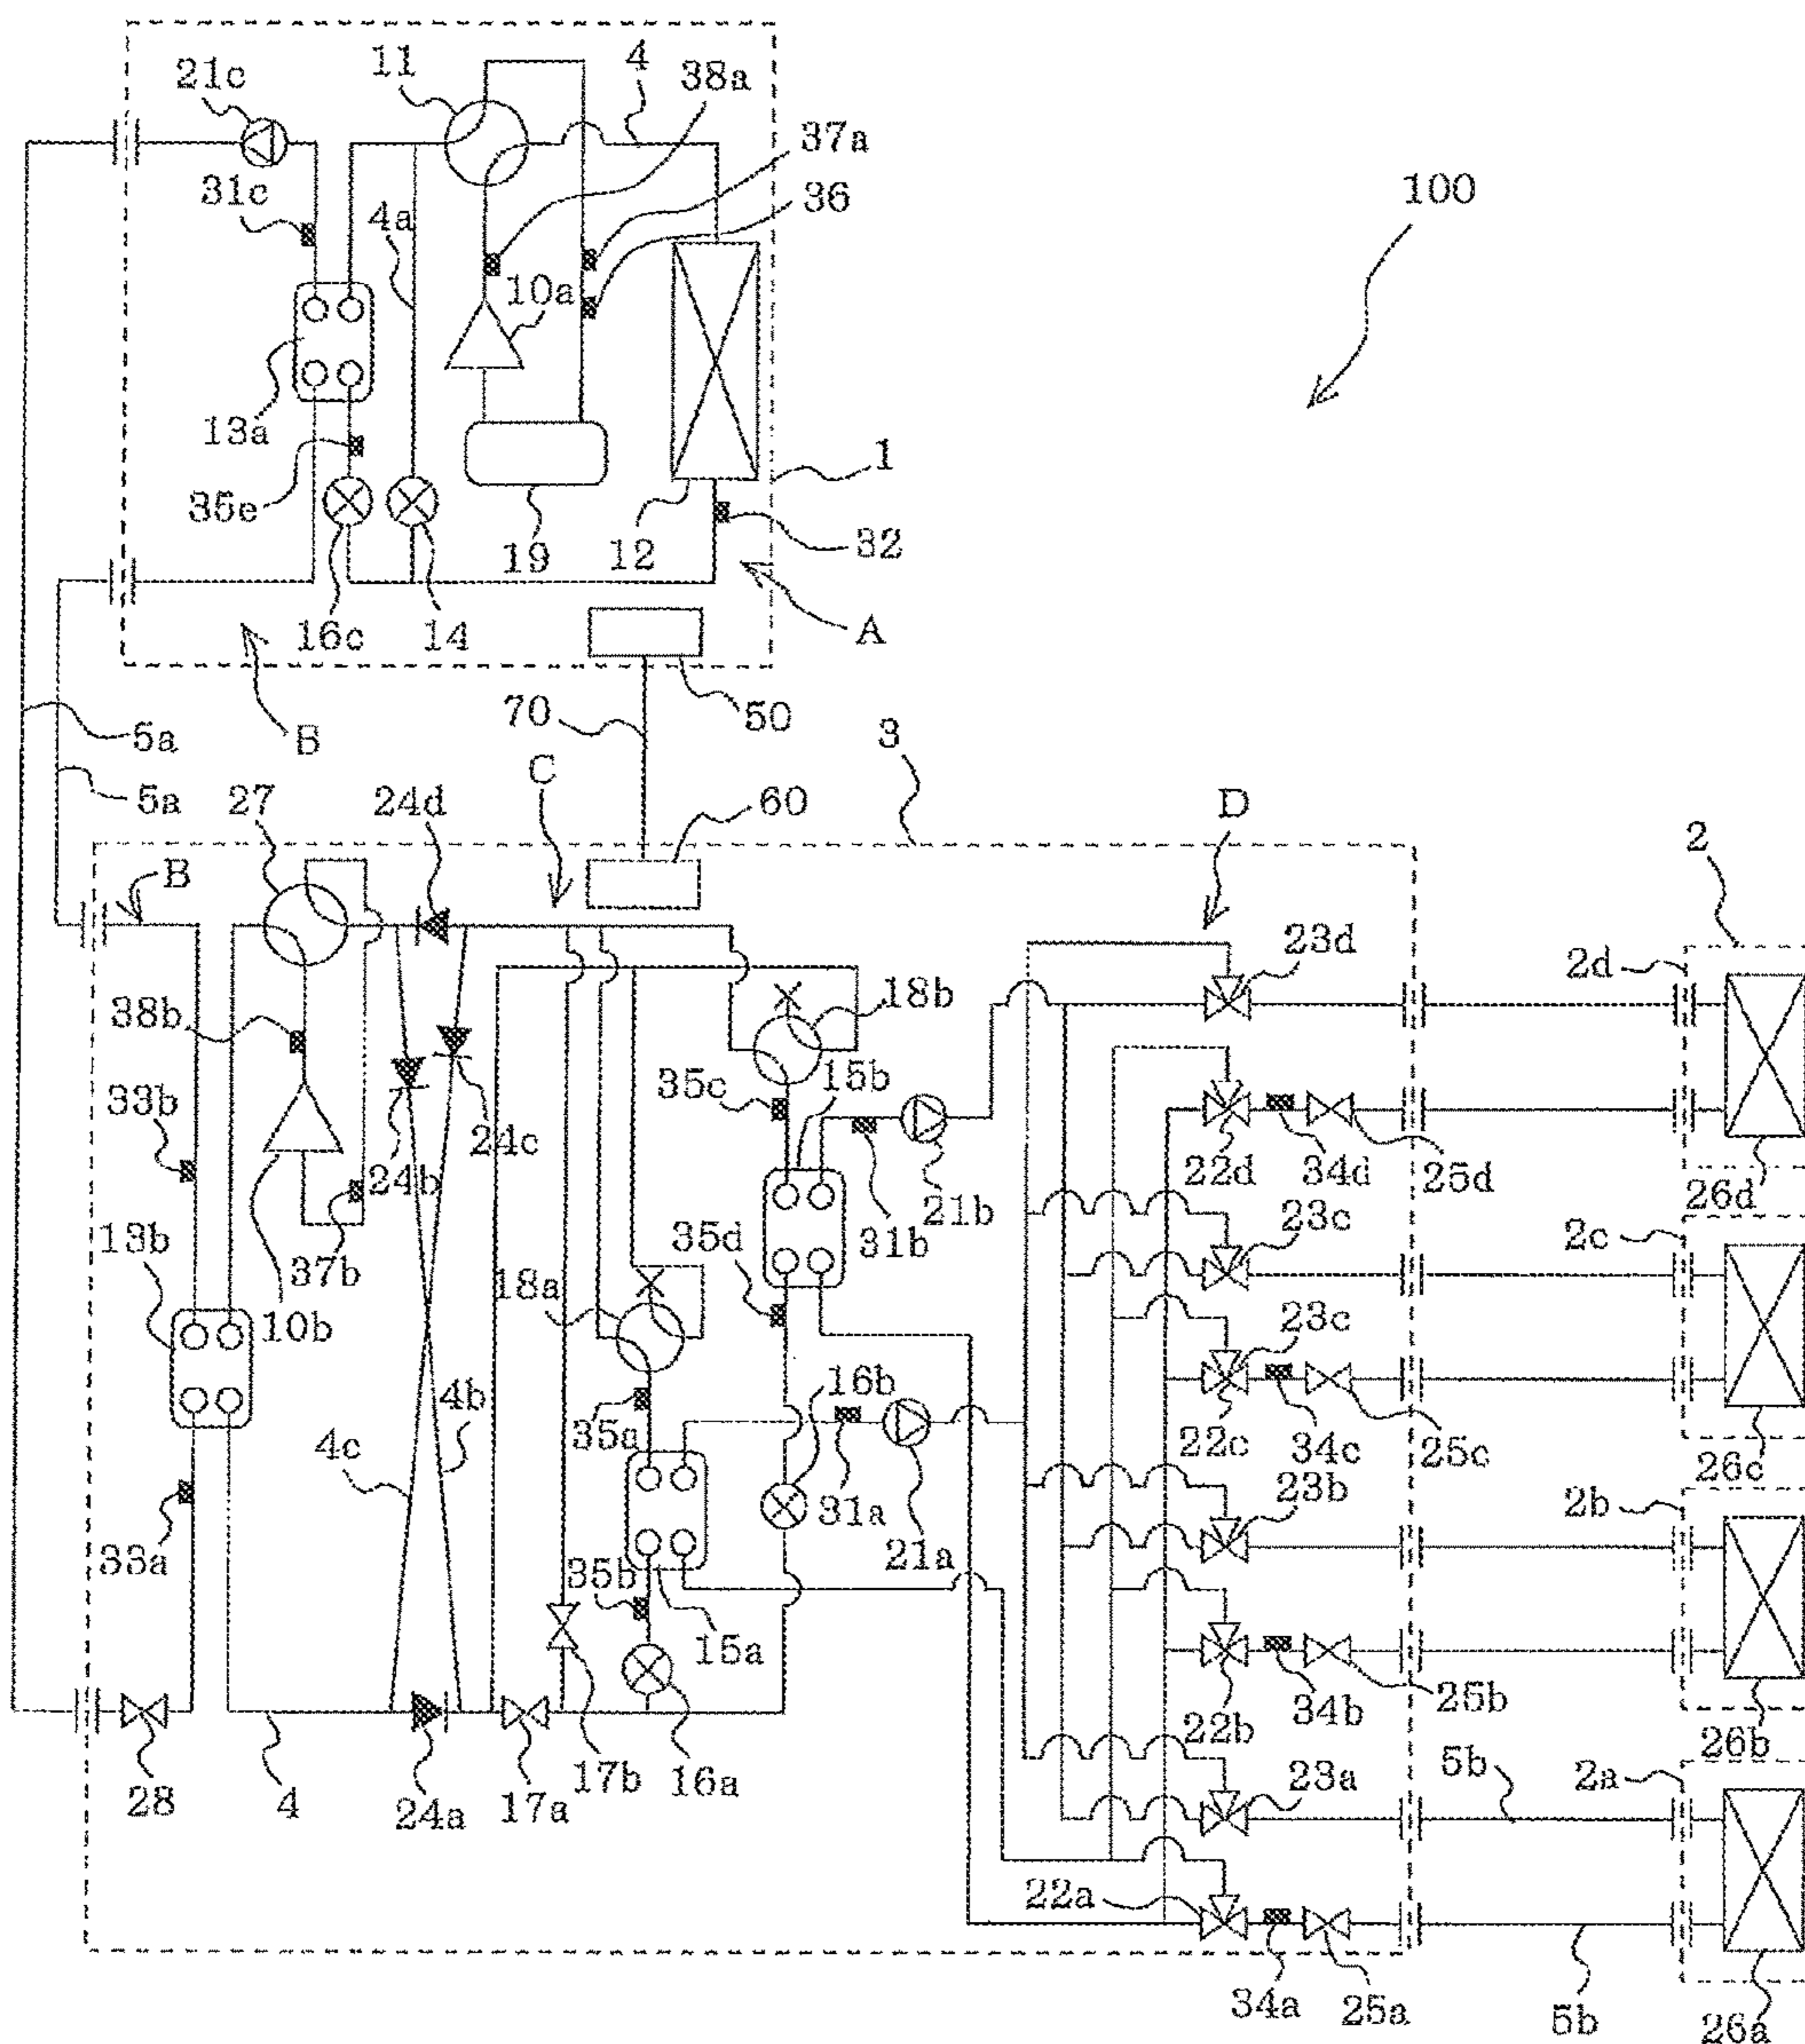 11
4
38a
21c
37a
31c
4a
36
100
10a
13a
1
35e
19
12
32
16c
14
A
5a
B
70
50
3
5a
27
24d
C
60
D
2
B
23d
2d
38b
18b
33b
35c
15b
24b
24c
22d
34d
25d
26d
21b
23c
2c
13b
37b
35d
31b
18a
10b
23c
16b
4b
35a
4c
22c
34c
25c
26c
23b
2b
31a
33a
35b
21a
15a
25b
34b
22b
26b
17b
16a
5b
2a
28
4
24a
17a
23a
22a
34a
25a
5b
26a